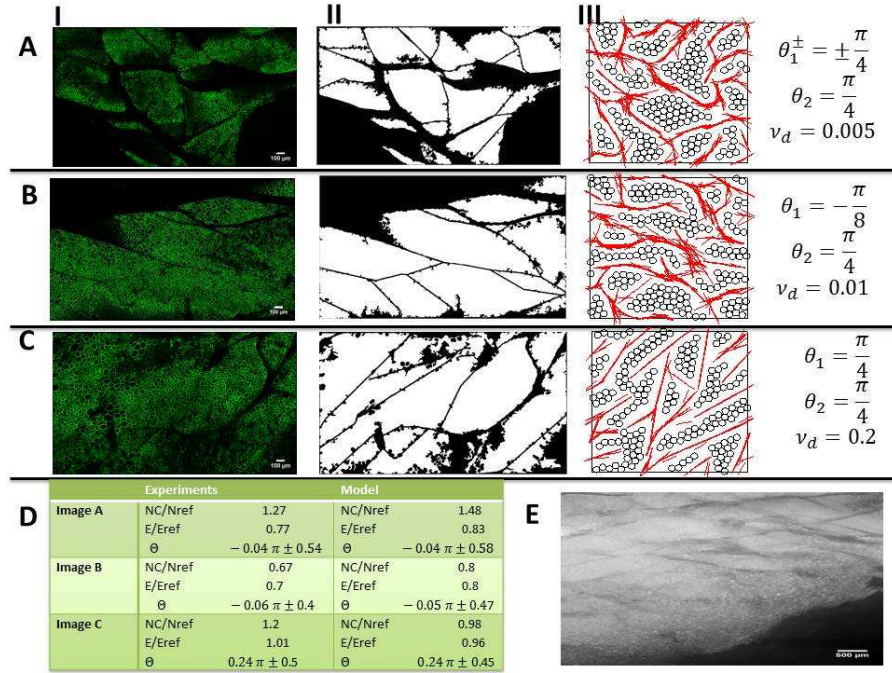 I II III
A
100 μm
θ₁± = ± π/4
θ₂ = π/4
ν_d = 0.005
B
100 μm
θ₁ = − π/8
θ₂ = π/4
ν_d = 0.01
C
100 μm
θ₁ = π/4
θ₂ = π/4
ν_d = 0.2
D
Experiments Model
Image A NC/Nref 1.27 NC/Nref 1.48
E/Eref 0.77 E/Eref 0.83
Θ − 0.04 π ± 0.54 Θ − 0.04 π ± 0.58
Image B NC/Nref 0.67 NC/Nref 0.8
E/Eref 0.7 E/Eref 0.8
Θ − 0.06 π ± 0.4 Θ − 0.05 π ± 0.47
Image C NC/Nref 1.2 NC/Nref 0.98
E/Eref 1.01 E/Eref 0.96
Θ 0.24 π ± 0.5 Θ 0.24 π ± 0.45
E
500 μm